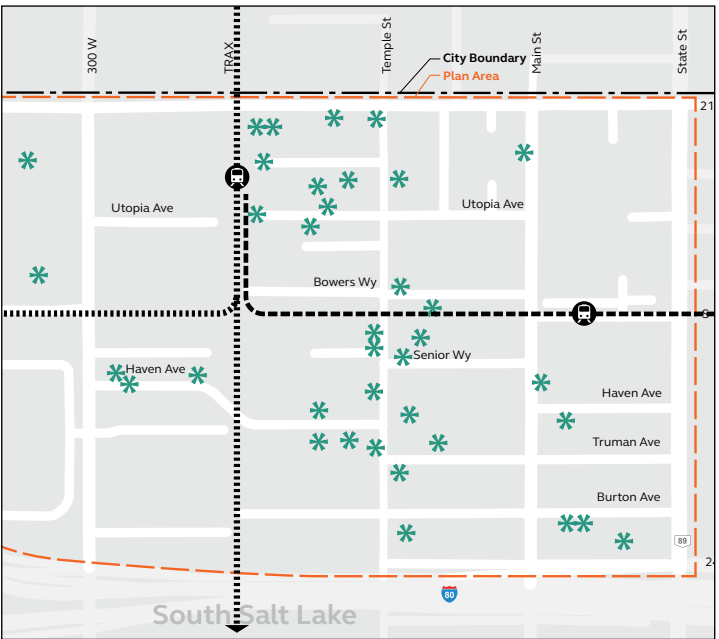 300 W
TRAX
Temple St
Main St
State St
City Boundary
Plan Area
21
Utopia Ave
Utopia Ave
Bowers Wy
S
Senior Wy
Haven Ave
Haven Ave
Truman Ave
Burton Ave
89
24
80
South Salt Lake